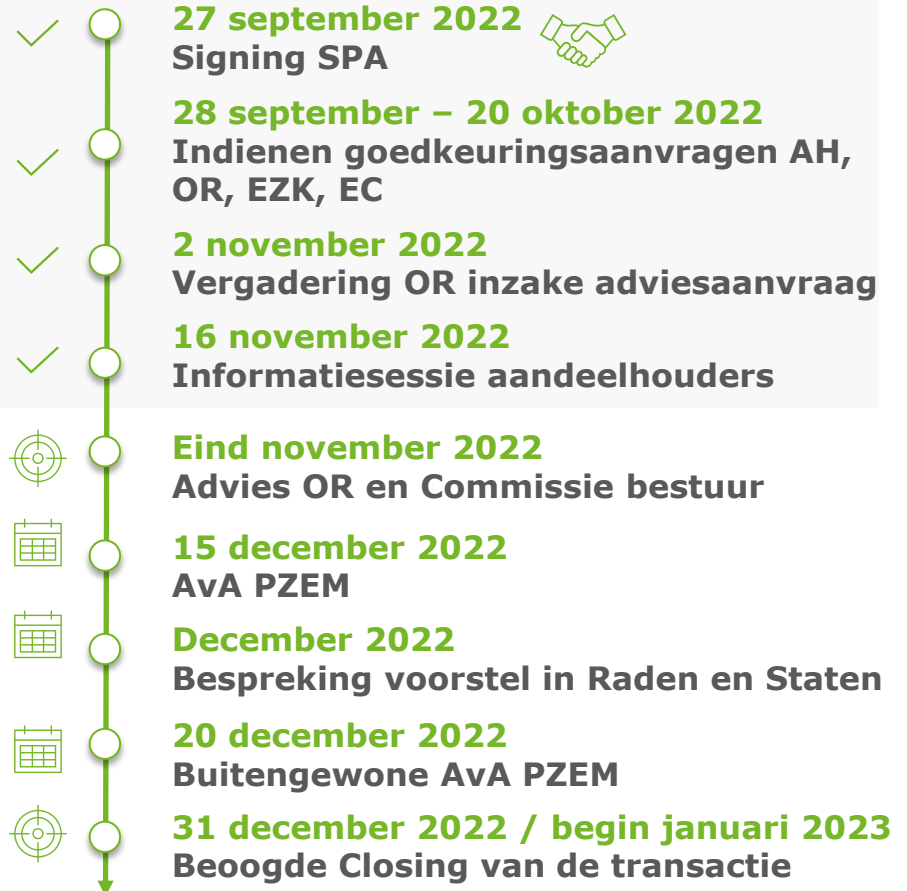 27 september 2022
Signing SPA
28 september – 20 oktober 2022
Indienen goedkeuringsaanvragen AH,
OR, EZK, EC
2 november 2022
Vergadering OR inzake adviesaanvraag
16 november 2022
Informatiesessie aandeelhouders
Eind november 2022
Advies OR en Commissie bestuur
15 december 2022
AvA PZEM
December 2022
Bespreking voorstel in Raden en Staten
20 december 2022
Buitengewone AvA PZEM
31 december 2022 / begin januari 2023
Beoogde Closing van de transactie